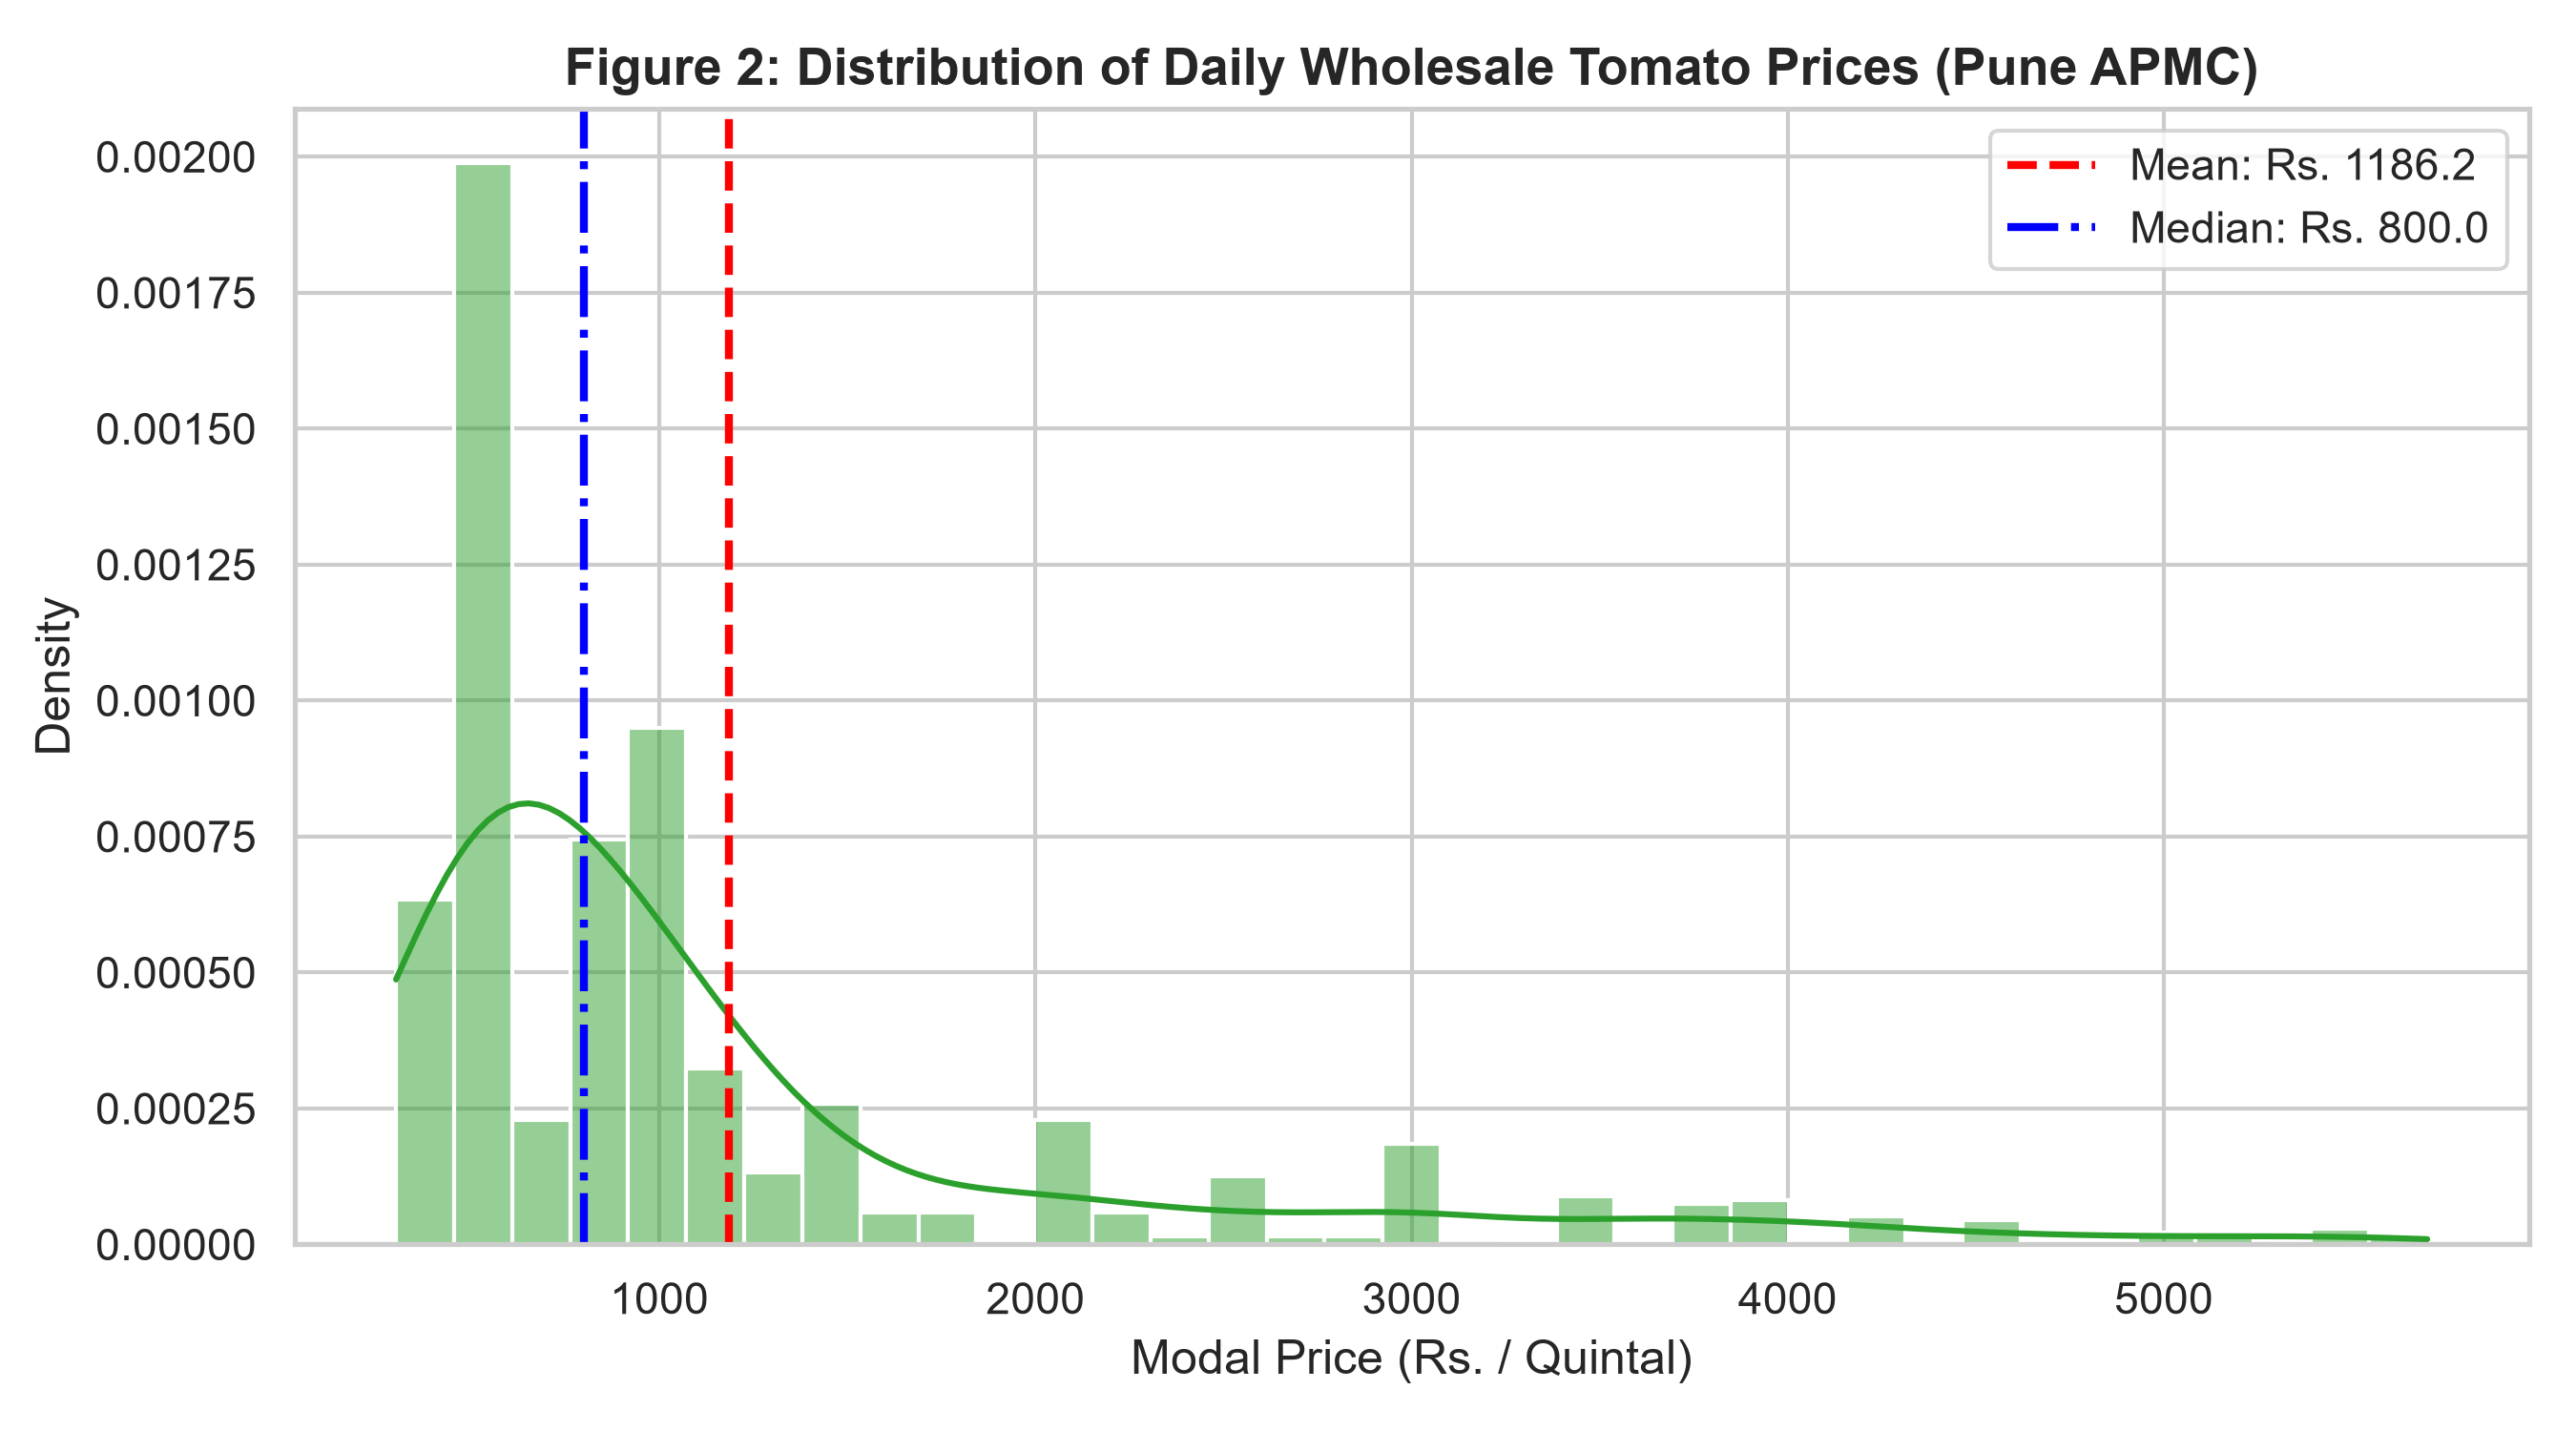 Figure 2: Distribution of Daily Wholesale Tomato Prices (Pune APMC)
Mean: Rs. 1186.2
Median: Rs. 800.0
0.00200
0.00175
0.00150
0.00125
0.00100
0.00075
0.00050
0.00025
0.00000
Density
1000 2000 3000 4000 5000
Modal Price (Rs. / Quintal)